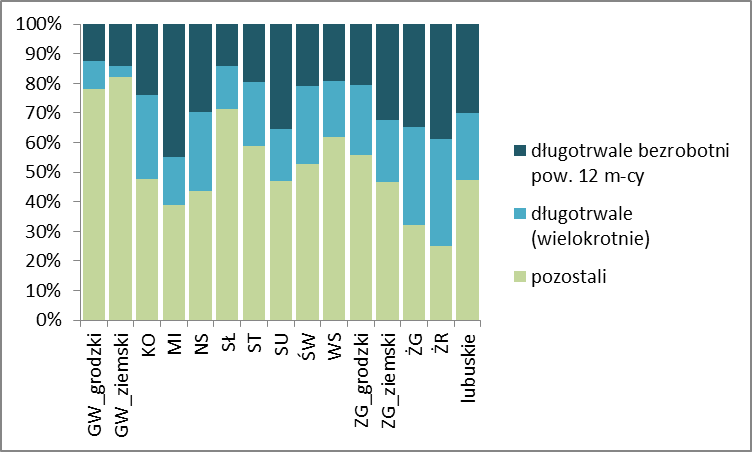 100%
90%
80%
70%
60%
50%
40%
30%
20%
10%
0%
GW_grodzki
GW_ziemski
KO
MI
NS
SŁ
ST
SU
ŚW
WS
ZG_grodzki
ZG_ziemski
ŻG
ŻR
lubuskie
długotrwale bezrobotni
pow. 12 m-cy
długotrwale
(wielokrotnie)
pozostali